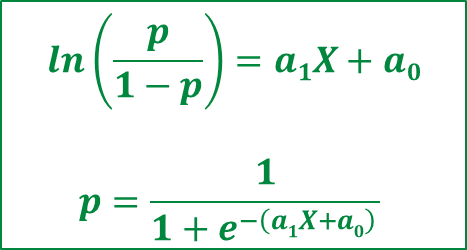 ln(p/(1 − p)) = a₁X + a₀
p = 1/(1 + e^−(a₁X+a₀))